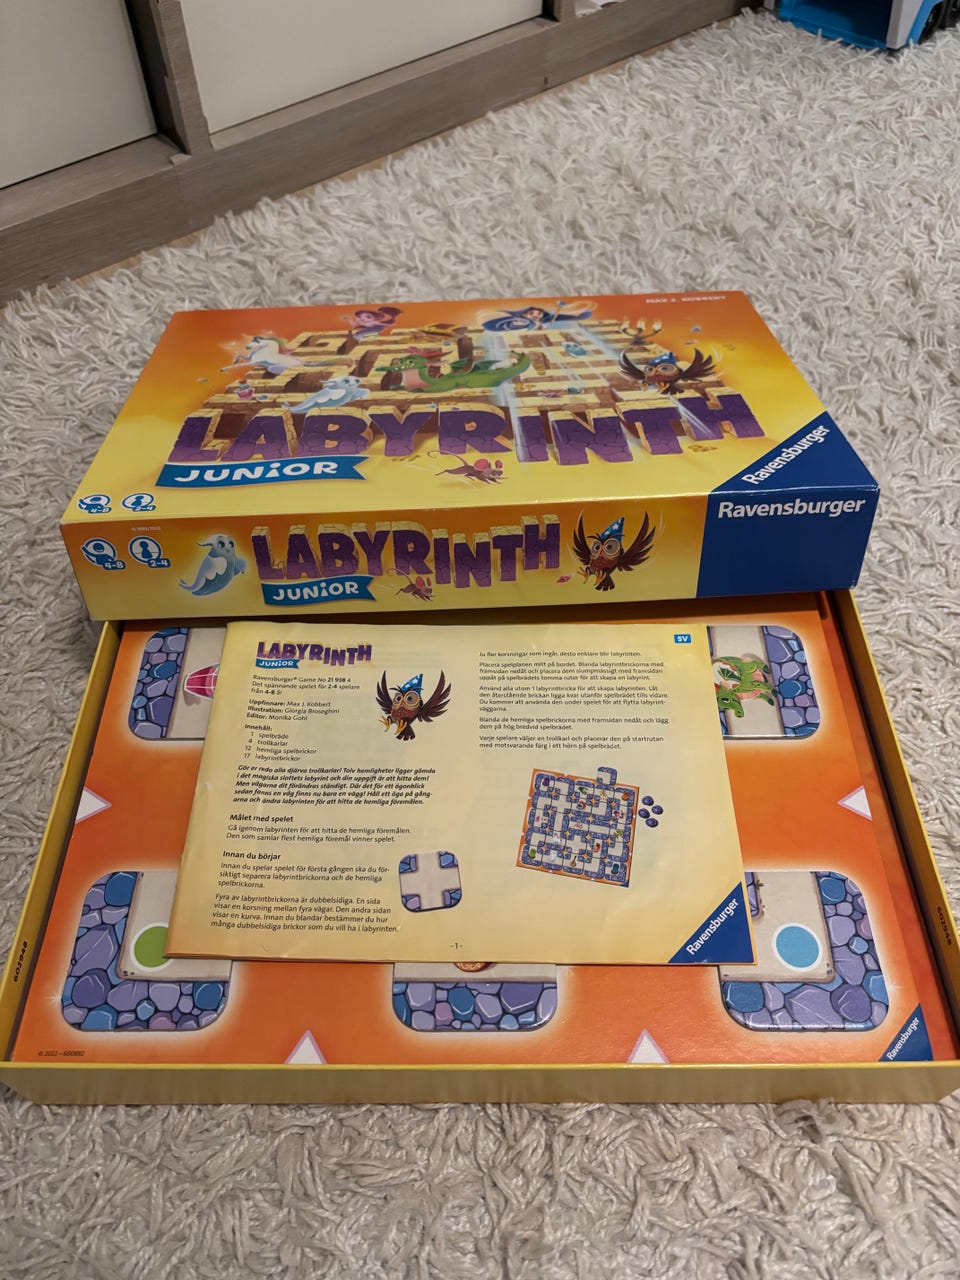 MAX J. KOBBERT
LABYRINTH
JUNIOR
Ravensburger
4-8
2-4
© 1995/2022
4-8
2-4
LABYRINTH
JUNIOR
Ravensburger
LABYRINTH
JUNIOR
Ravensburger® Game No 21 938 4
Det spännande spelet för 2-4 spelare
från 4-8 år
Uppfinnare: Max J. Kobbert
Illustration: Giorgia Broseghini
Editor: Monika Gohl
Innehåll:
1 spelbräde
4 trollkarlar
12 hemliga spelbrickor
17 labyrintbrickor
Gör er redo alla djärva trollkarlar! Tolv hemligheter ligger gömda
i det magiska slottets labyrint och din uppgift är att hitta dem!
Men väggarna förändras ständigt. Där det för ett ögonblick
sedan fanns en väg finns nu bara en vägg! Håll ett öga på gång-
arna och ändra labyrinten för att hitta de hemliga föremålen.
Målet med spelet
Gå igenom labyrinten för att hitta de hemliga föremålen.
Den som samlar flest hemliga föremål vinner spelet.
Innan du börjar
Innan du spelar spelet för första gången ska du för-
siktigt separera labyrintbrickorna och de hemliga
spelbrickorna.
Fyra av labyrintbrickorna är dubbelsidiga. En sida
visar en korsning mellan fyra vägar. Den andra sidan
visar en kurva. Innan du blandar bestämmer du hur
många dubbelsidiga brickor som du vill ha i labyrinten.
SV
Ju fler korsningar som ingår, desto enklare blir labyrinten.
Placera spelplanen mitt på bordet. Blanda labyrintbrickorna med
framsidan nedåt och placera dem slumpmässigt med framsidan
uppåt på spelbrädets tomma rutor för att skapa en labyrint.
Använd alla utom 1 labyrintbricka för att skapa labyrinten. Låt
den återstående brickan ligga kvar utanför spelbrädet tills vidare.
Du kommer att använda den under spelet för att flytta labyrint-
väggarna.
Blanda de hemliga spelbrickorna med framsidan nedåt och lägg
dem på hög bredvid spelbrädet.
Varje spelare väljer en trollkarl och placerar den på startrutan
med motsvarande färg i ett hörn på spelbrädet.
Ravensburger
-1-
602948
602948
© 2022 • 600882
Ravensburger